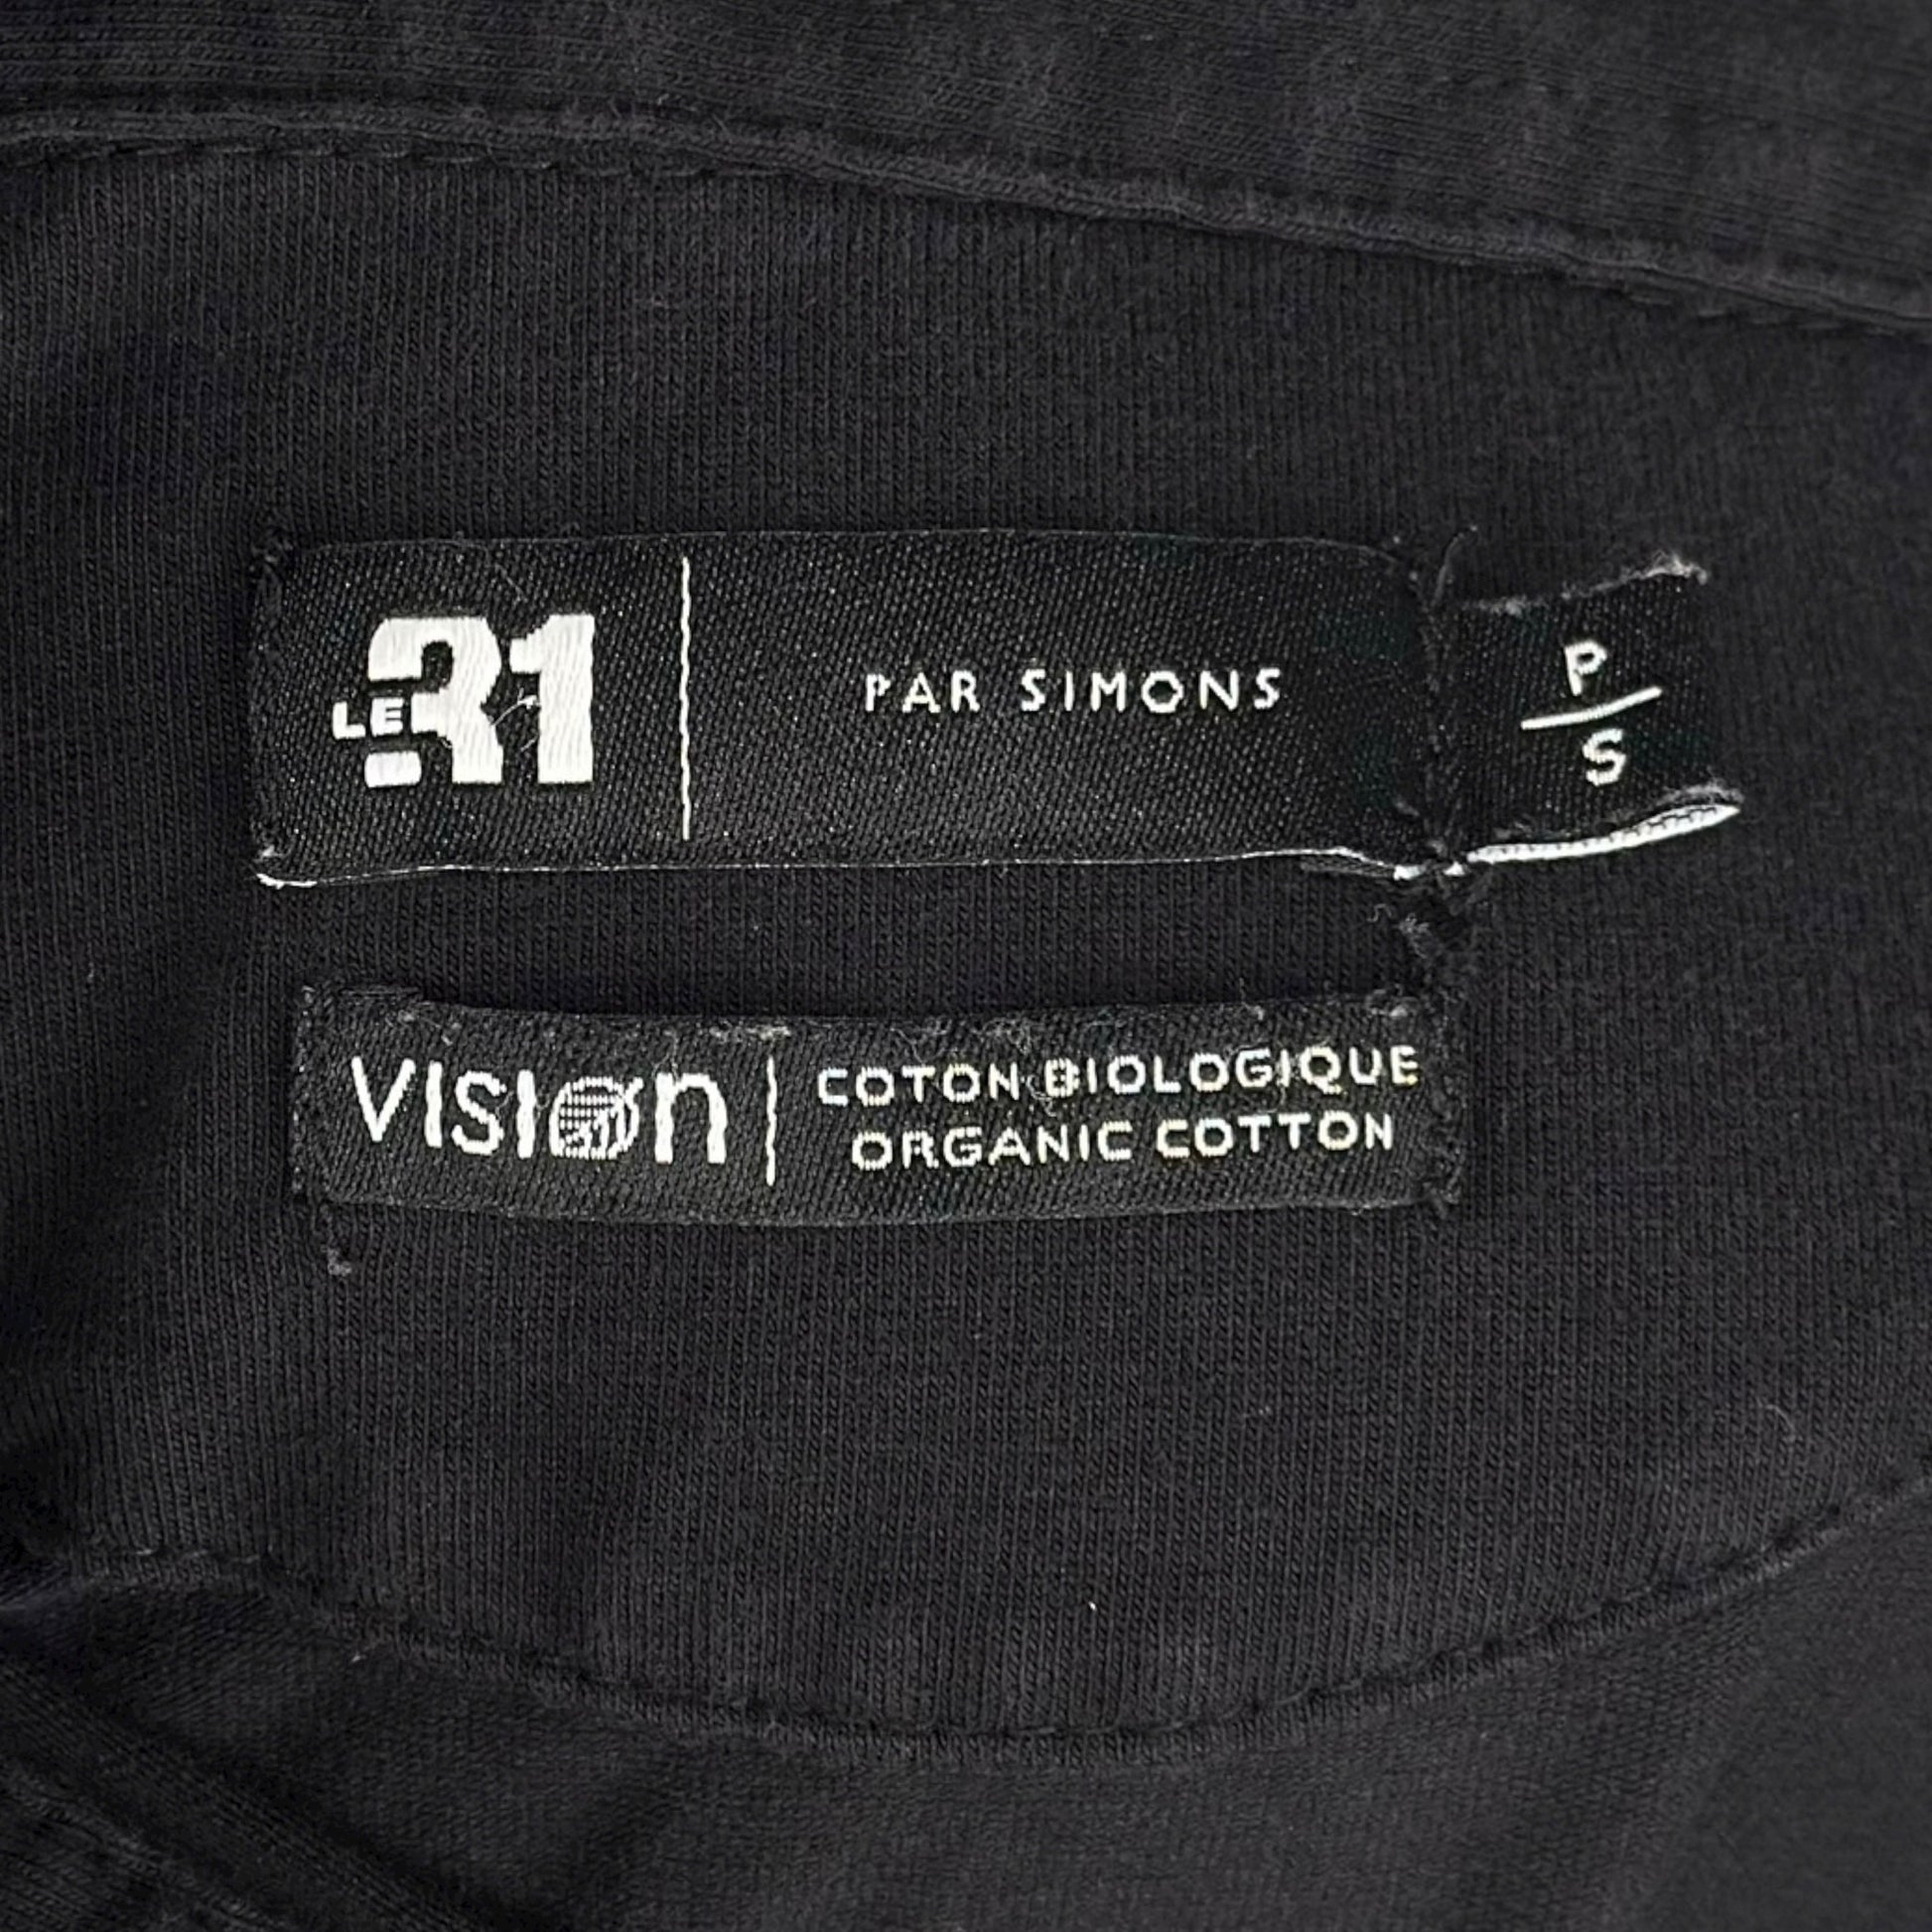 LE 31
PAR SIMONS
P
S
VISION
COTON BIOLOGIQUE
ORGANIC COTTON